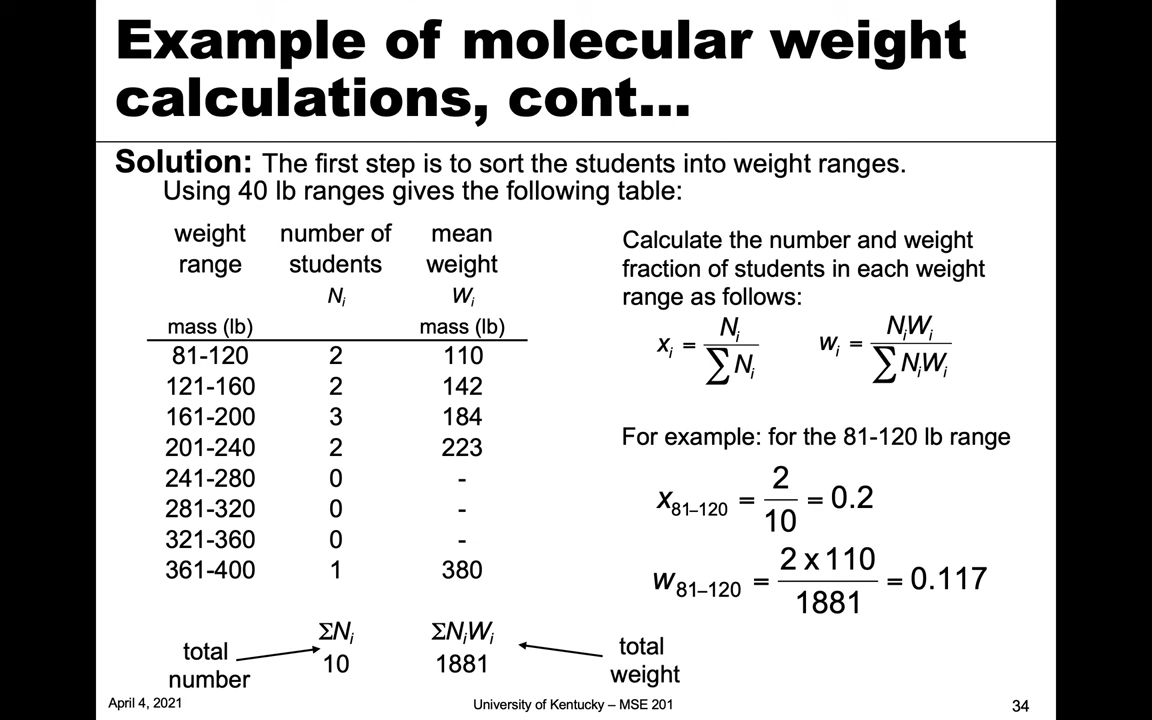 Example of molecular weight
calculations, cont...
Solution: The first step is to sort the students into weight ranges.
Using 40 lb ranges gives the following table:
weight number of mean
range students weight
Nᵢ Wᵢ
mass (lb) mass (lb)
81-120 2 110
121-160 2 142
161-200 3 184
201-240 2 223
241-280 0 -
281-320 0 -
321-360 0 -
361-400 1 380
ΣNᵢ ΣNᵢWᵢ
10 1881
total
number
total
weight
Calculate the number and weight
fraction of students in each weight
range as follows:
xᵢ = Nᵢ / ∑Nᵢ wᵢ = NᵢWᵢ / ∑NᵢWᵢ
For example: for the 81-120 lb range
x₈₁₋₁₂₀ = 2 / 10 = 0.2
w₈₁₋₁₂₀ = 2 x 110 / 1881 = 0.117
April 4, 2021 University of Kentucky – MSE 201 34